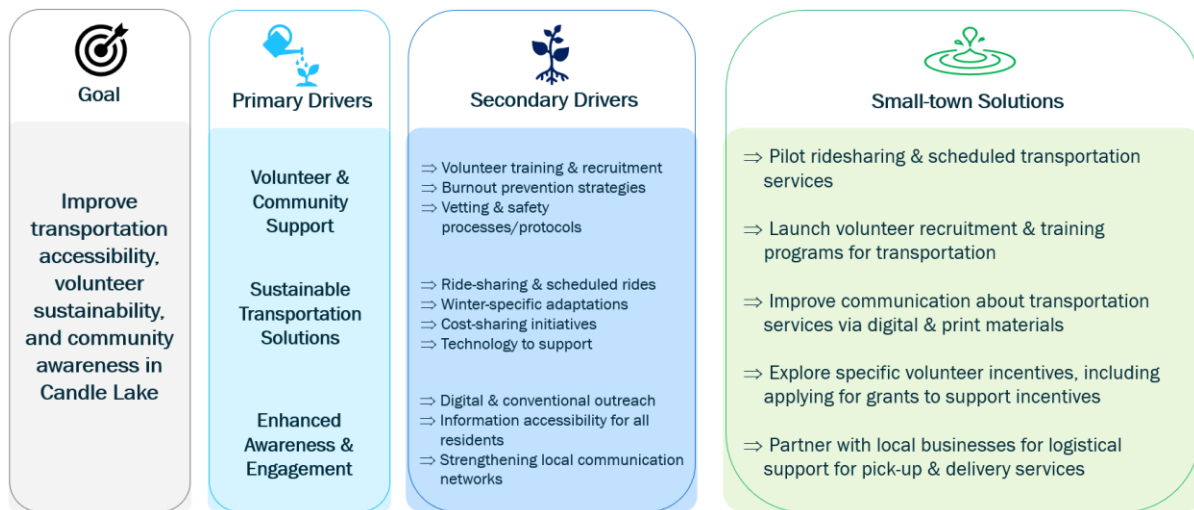 Goal
Improve
transportation
accessibility,
volunteer
sustainability,
and community
awareness in
Candle Lake
Primary Drivers
Volunteer &
Community
Support
Sustainable
Transportation
Solutions
Enhanced
Awareness &
Engagement
Secondary Drivers
⇒ Volunteer training & recruitment
⇒ Burnout prevention strategies
⇒ Vetting & safety
processes/protocols
⇒ Ride-sharing & scheduled rides
⇒ Winter-specific adaptations
⇒ Cost-sharing initiatives
⇒ Technology to support
⇒ Digital & conventional outreach
⇒ Information accessibility for all
residents
⇒ Strengthening local communication
networks
Small-town Solutions
⇒ Pilot ridesharing & scheduled transportation
services
⇒ Launch volunteer recruitment & training
programs for transportation
⇒ Improve communication about transportation
services via digital & print materials
⇒ Explore specific volunteer incentives, including
applying for grants to support incentives
⇒ Partner with local businesses for logistical
support for pick-up & delivery services